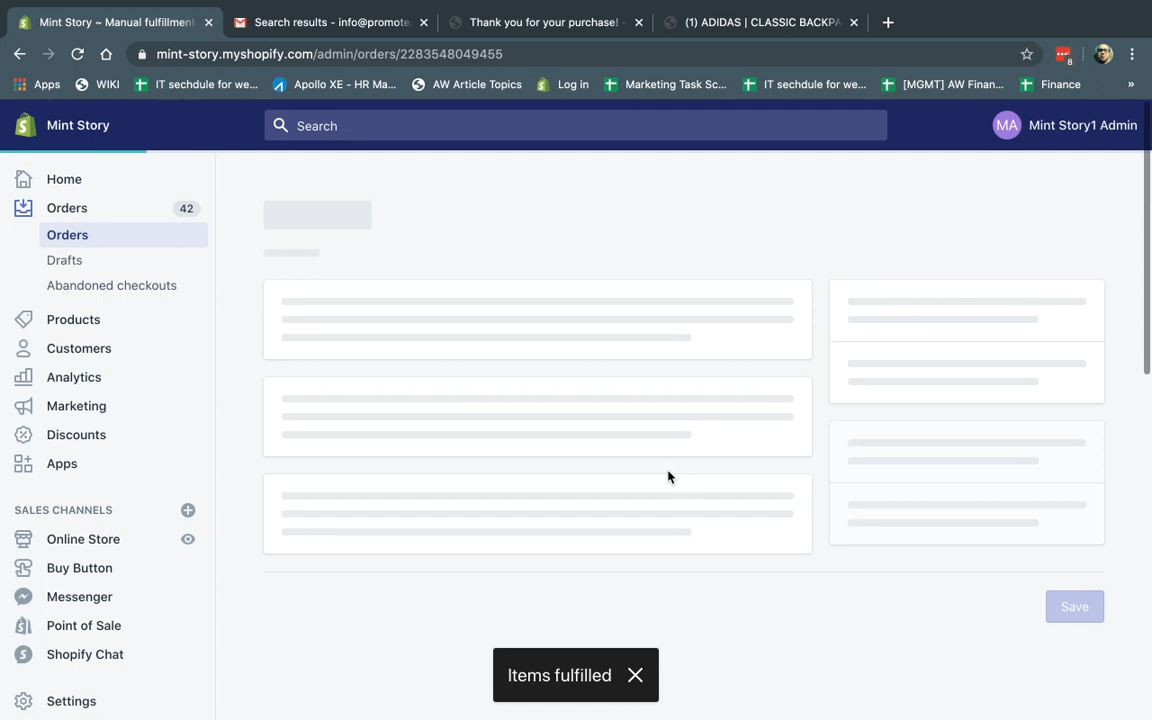 Mint Story ~ Manual fulfillment
Search results - info@promote
Thank you for your purchase! -
(1) ADIDAS | CLASSIC BACKPA
mint-story.myshopify.com/admin/orders/2283548049455
8
Apps
WIKI
IT sechdule for we...
Apollo XE - HR Ma...
AW Article Topics
Log in
Marketing Task Sc...
IT sechdule for we...
[MGMT] AW Finan...
Finance
»
Mint Story
Search
MA
Mint Story1 Admin
Home
Orders
42
Orders
Drafts
Abandoned checkouts
Products
Customers
Analytics
Marketing
Discounts
Apps
SALES CHANNELS
Online Store
Buy Button
Messenger
Point of Sale
Shopify Chat
Settings
Save
Items fulfilled